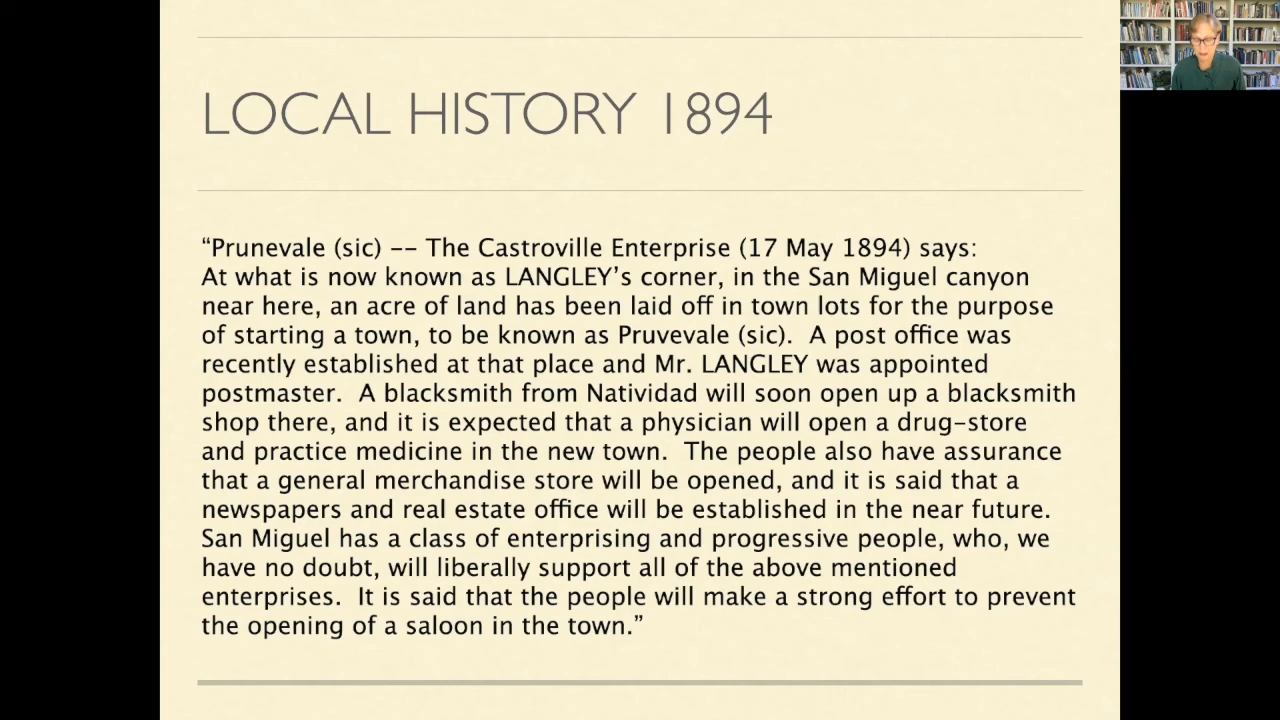 LOCAL HISTORY 1894
“Prunevale (sic) -- The Castroville Enterprise (17 May 1894) says:
At what is now known as LANGLEY’s corner, in the San Miguel canyon
near here, an acre of land has been laid off in town lots for the purpose
of starting a town, to be known as Pruvevale (sic).  A post office was
recently established at that place and Mr. LANGLEY was appointed
postmaster.  A blacksmith from Natividad will soon open up a blacksmith
shop there, and it is expected that a physician will open a drug-store
and practice medicine in the new town.  The people also have assurance
that a general merchandise store will be opened, and it is said that a
newspapers and real estate office will be established in the near future.
San Miguel has a class of enterprising and progressive people, who, we
have no doubt, will liberally support all of the above mentioned
enterprises.  It is said that the people will make a strong effort to prevent
the opening of a saloon in the town.”